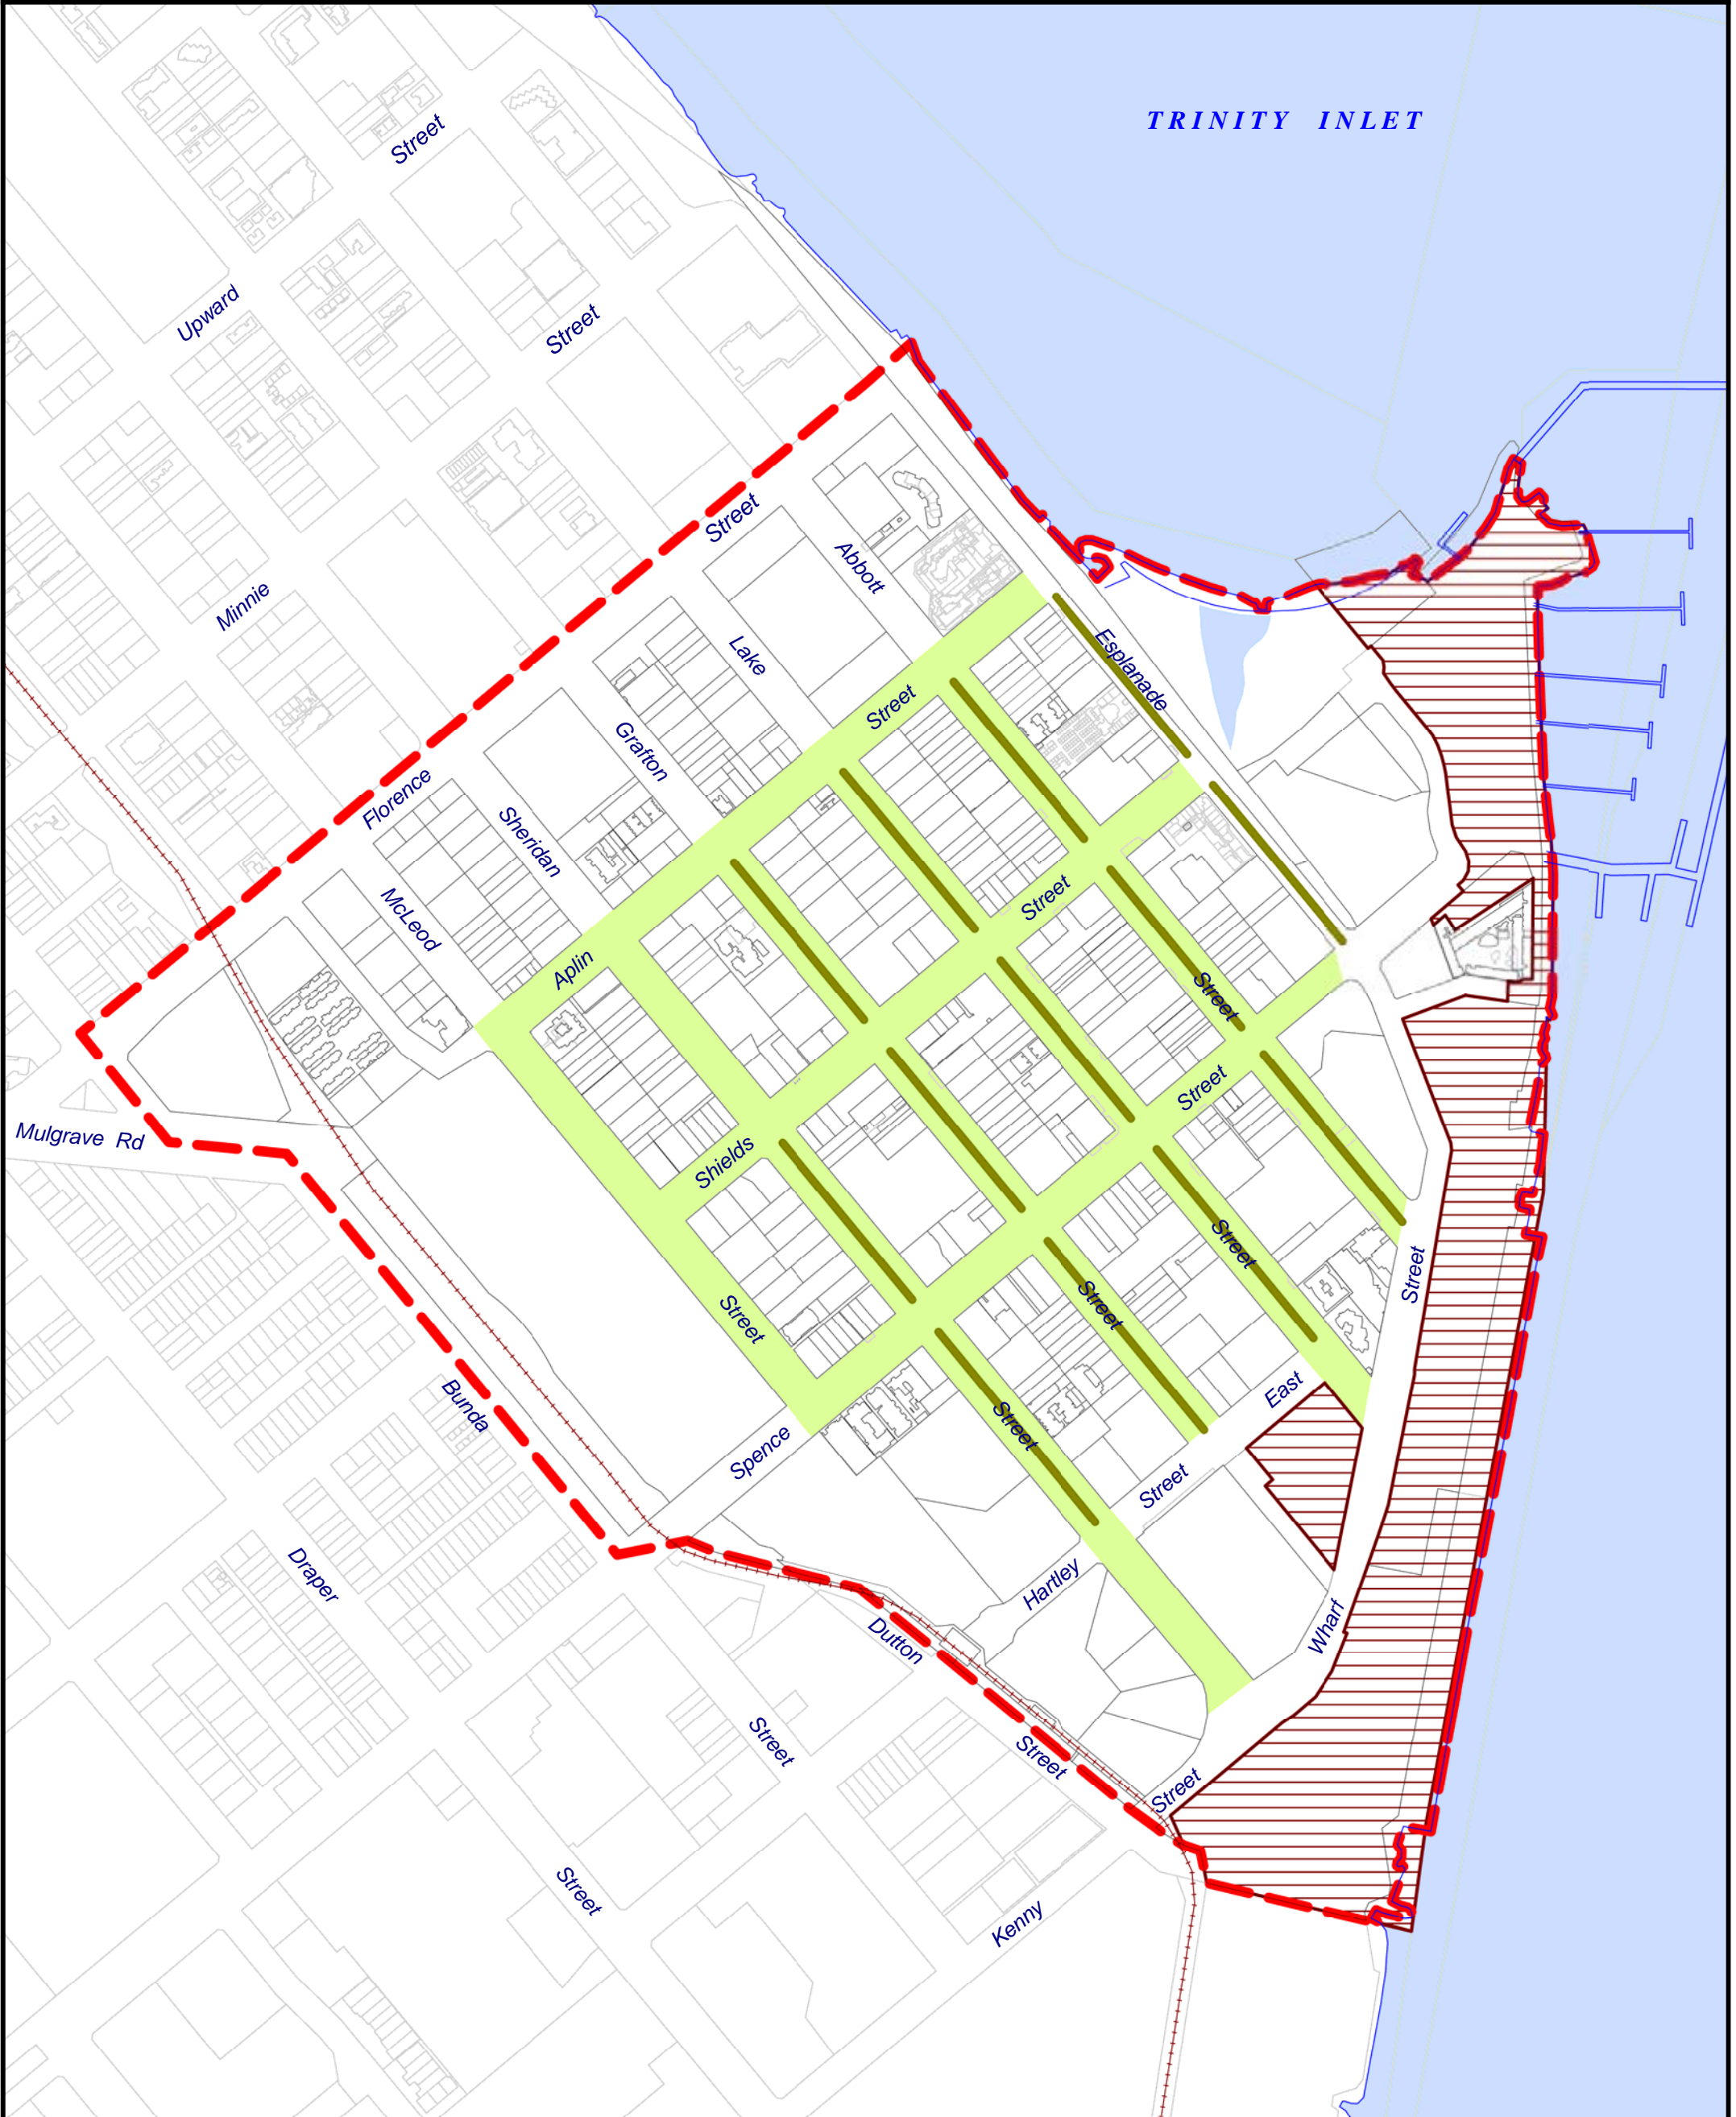 TRINITY INLET
Street
Upward
Street
Street
Abbott
Minnie
Lake
Esplanade
Street
Grafton
Florence
Sheridan
Street
McLeod
Aplin
Street
Street
Mulgrave Rd
Shields
Street
Street
Street
Street
Bunda
East
Street
Spence
Street
Draper
Hartley
Wharf
Dutton
Street
Street
Street
Street
Kenny